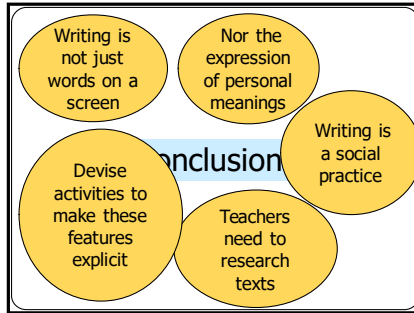 Writing is
not just
words on a
screen
Nor the
expression
of personal
meanings
Writing is
a social
practice
onclusion
Devise
activities to
make these
features
explicit
Teachers
need to
research
texts